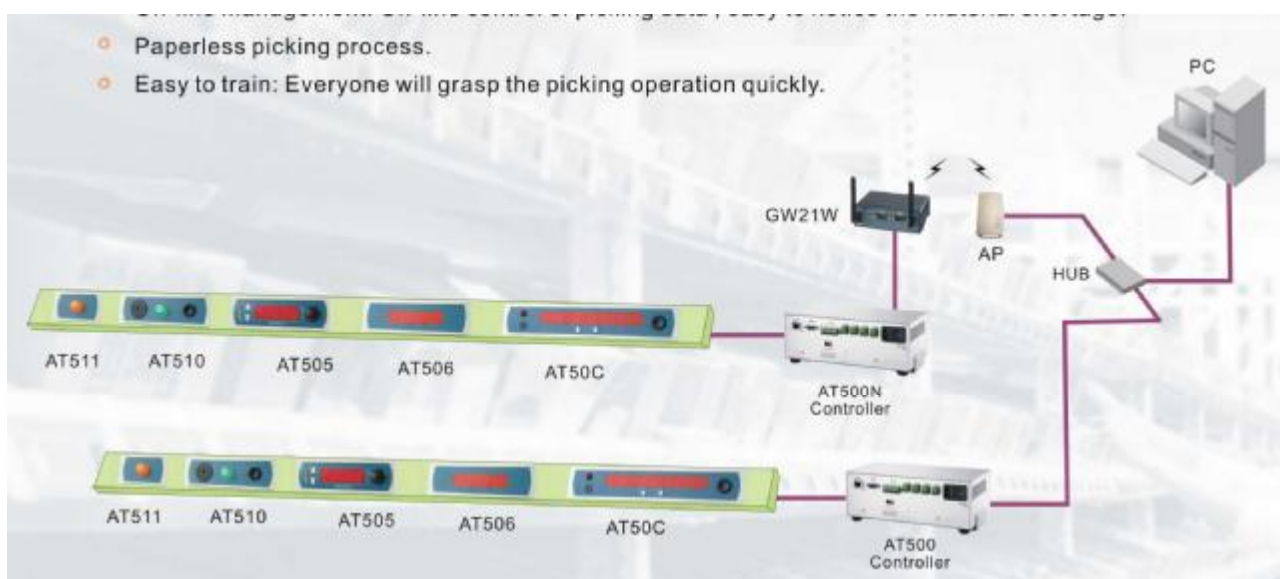 Paperless picking process.
Easy to train: Everyone will grasp the picking operation quickly.
PC
GW21W
AP
HUB
AT511 AT510 AT505 AT506 AT50C
AT500N
Controller
AT511 AT510 AT505 AT506 AT50C
AT500
Controller